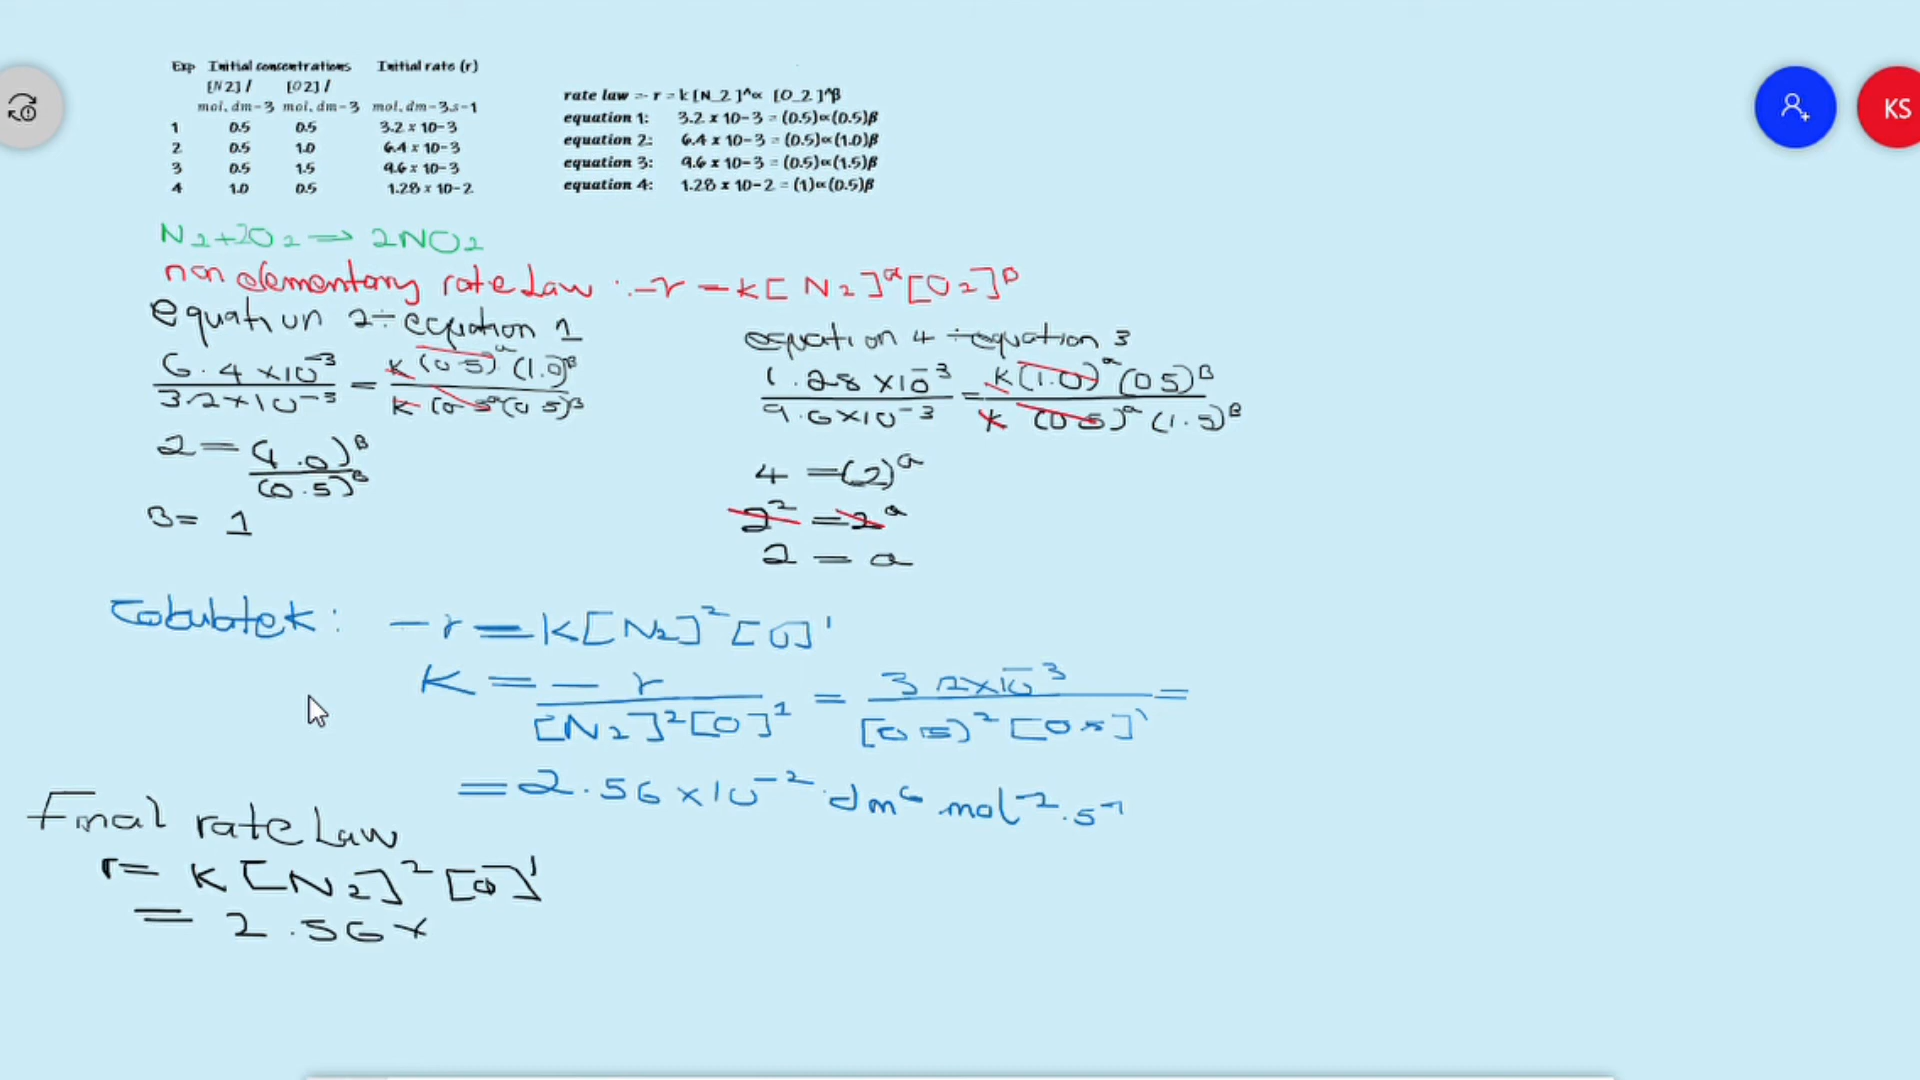 Exp Initial concentrations Initial rate (r)
[N2] / [O2] /
mol.dm-3 mol.dm-3 mol.dm-3.s-1
1 0.5 0.5 3.2 x 10-3
2 0.5 1.0 6.4 x 10-3
3 0.5 1.5 9.6 x 10-3
4 1.0 0.5 1.28 x 10-2
rate law = - r = k [N_2 ]^∝ [O_2 ]^β
equation 1: 3.2 x 10-3 = (0.5)∝(0.5)β
equation 2: 6.4 x 10-3 = (0.5)∝(1.0)β
equation 3: 9.6 x 10-3 = (0.5)∝(1.5)β
equation 4: 1.28 x 10-2 = (1)∝(0.5)β
KS
N2+2O2 ⇒ 2NO2
non elementary rate Law : -r = k[N2]^α[O2]^β
equation 2 ÷ equation 1
6.4 x10^-3 / 3.2 x10^-3 = k(0.5)^α (1.0)^β / k(0.5)^α(0.5)^β
2 = (1.0)^β / (0.5)^β
β = 1
equation 4 ÷ equation 3
1.28 x10^-3 / 9.6x10^-3 = k(1.0)^α(0.5)^β / k (0.5)^α(1.5)^β
4 = (2)^α
2^2 = 2^α
2 = α
: -r = k[N2]^2[O]^1
k = -r / [N2]^2[O]^1 = 3.2x10^-3 / [0.5)^2[0.5]^1 =
= 2.56 x10^-2 . dm^6 mol^-2 . s^-1
Final rate Law
r = k[N2]^2[O]^1
= 2.56 x